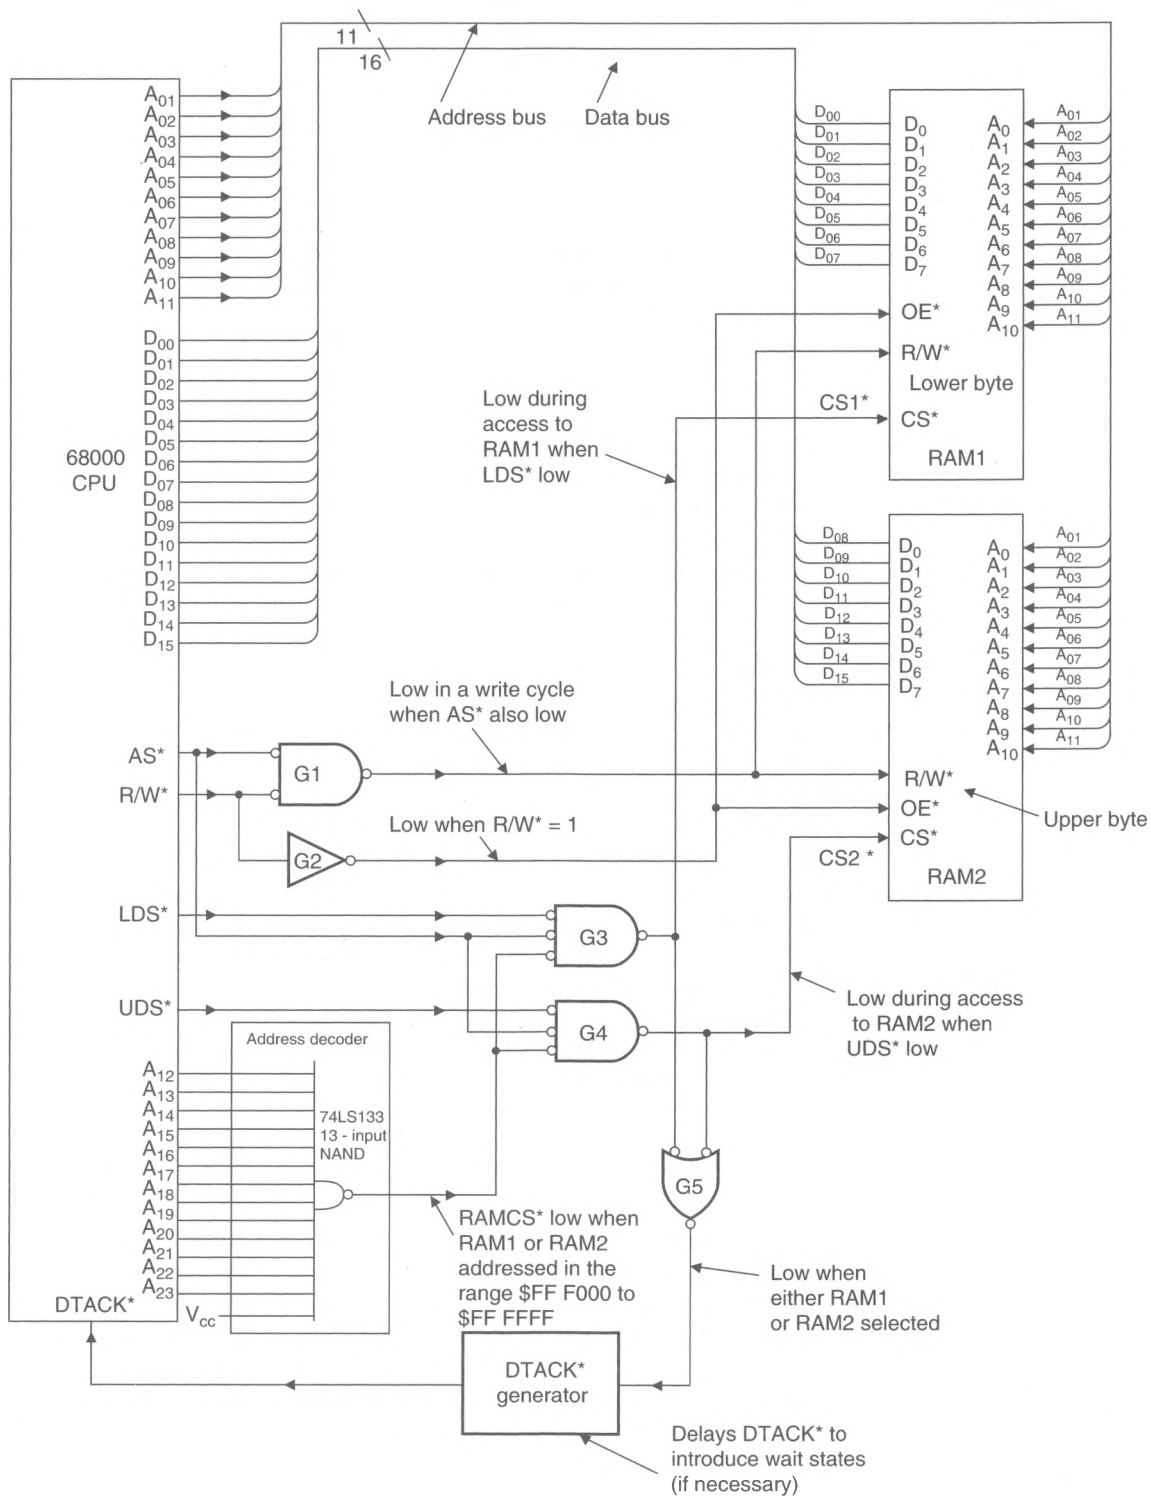 11
16
Address bus
Data bus
68000
CPU
A01
A02
A03
A04
A05
A06
A07
A08
A09
A10
A11
D00
D01
D02
D03
D04
D05
D06
D07
D08
D09
D10
D11
D12
D13
D14
D15
AS*
R/W*
LDS*
UDS*
A12
A13
A14
A15
A16
A17
A18
A19
A20
A21
A22
A23
DTACK*
Vcc
Address decoder
74LS133
13 - input
NAND
G1
G2
G3
G4
G5
Low in a write cycle
when AS* also low
Low when R/W* = 1
Low during
access to
RAM1 when
LDS* low
RAMCS* low when
RAM1 or RAM2
addressed in the
range $FF F000 to
$FF FFFF
DTACK*
generator
Delays DTACK* to
introduce wait states
(if necessary)
Low when
either RAM1
or RAM2 selected
Low during access
to RAM2 when
UDS* low
CS1*
CS2 *
D00
D01
D02
D03
D04
D05
D06
D07
D0
D1
D2
D3
D4
D5
D6
D7
A0
A1
A2
A3
A4
A5
A6
A7
A8
A9
A10
A01
A02
A03
A04
A05
A06
A07
A08
A09
A10
A11
OE*
R/W*
Lower byte
CS*
RAM1
D08
D09
D10
D11
D12
D13
D14
D15
D0
D1
D2
D3
D4
D5
D6
D7
A0
A1
A2
A3
A4
A5
A6
A7
A8
A9
A10
A01
A02
A03
A04
A05
A06
A07
A08
A09
A10
A11
R/W*
OE*
CS*
Upper byte
RAM2